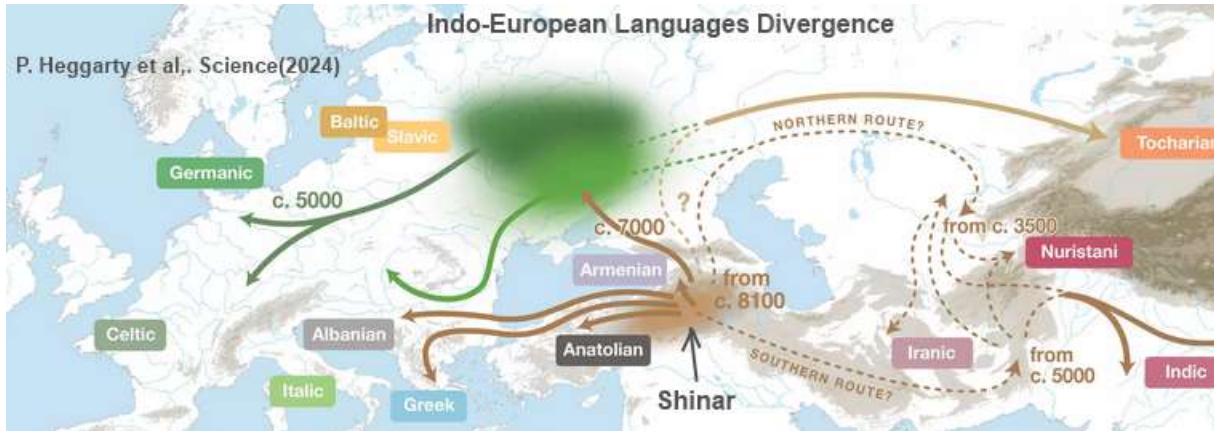 Indo-European Languages Divergence
P. Heggarty et al,. Science(2024)
Baltic
Slavic
Germanic
c. 5000
NORTHERN ROUTE?
Tocharian
?
c. 7000
from c. 3500
Nuristani
Armenian
from
c. 8100
Celtic
Albanian
Anatolian
Iranic
from
c. 5000
Indic
SOUTHERN ROUTE?
Italic
Greek
Shinar